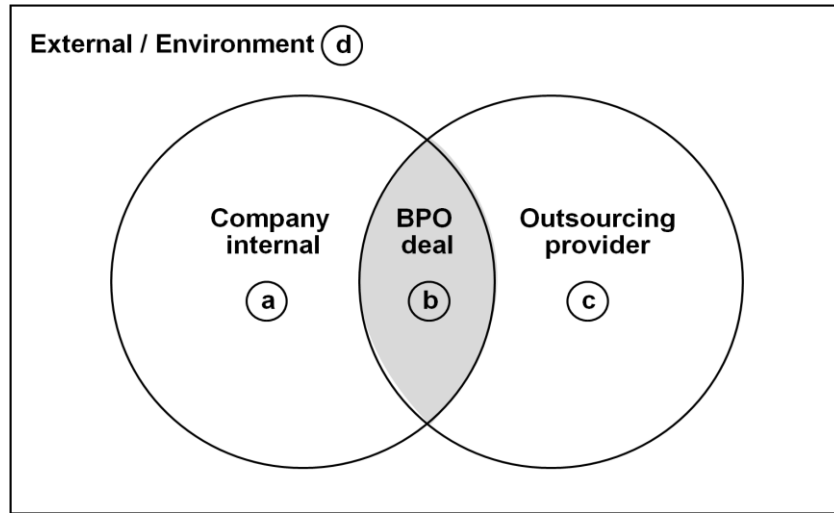 External / Environment d
Company internal
a
BPO deal
b
Outsourcing provider
c